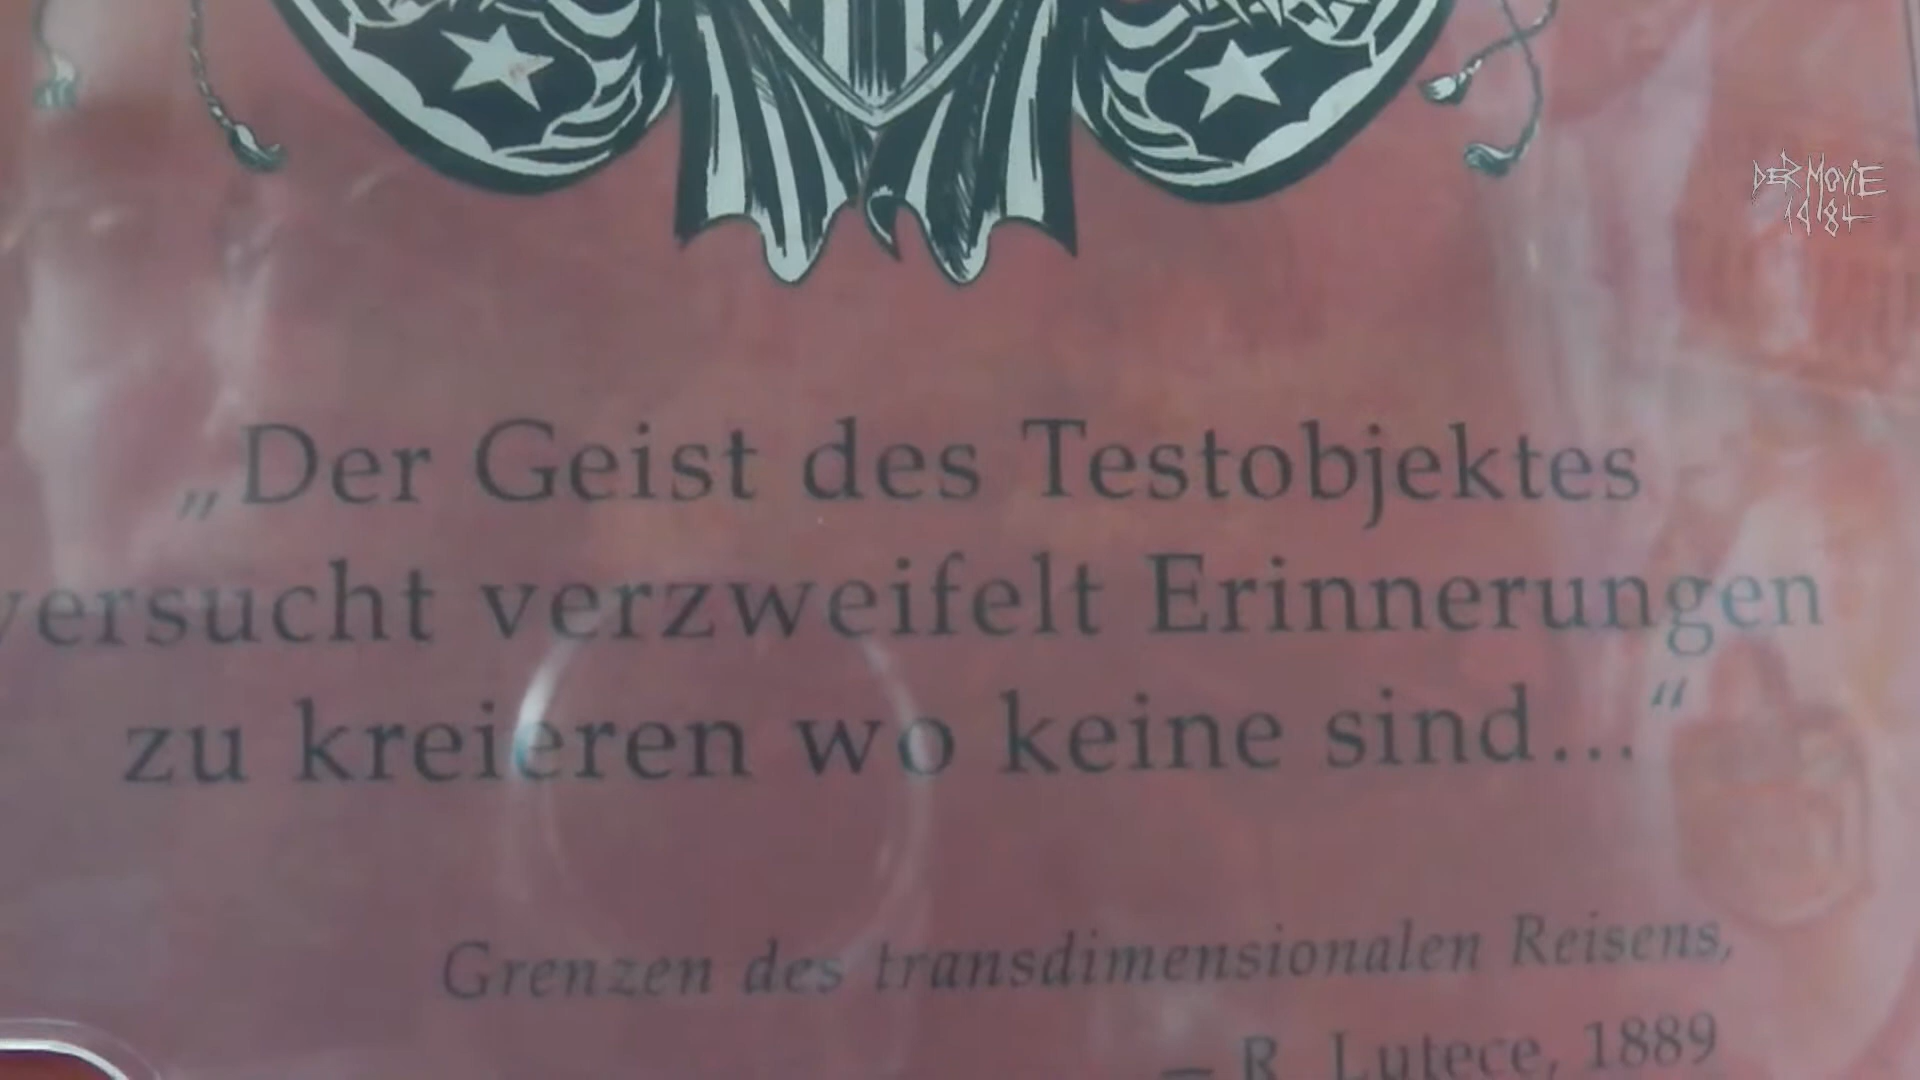 DER MOVIE
1984
„Der Geist des Testobjektes
versucht verzweifelt Erinnerungen
zu kreieren wo keine sind...“
Grenzen des transdimensionalen Reisens,
— R. Lutece, 1889